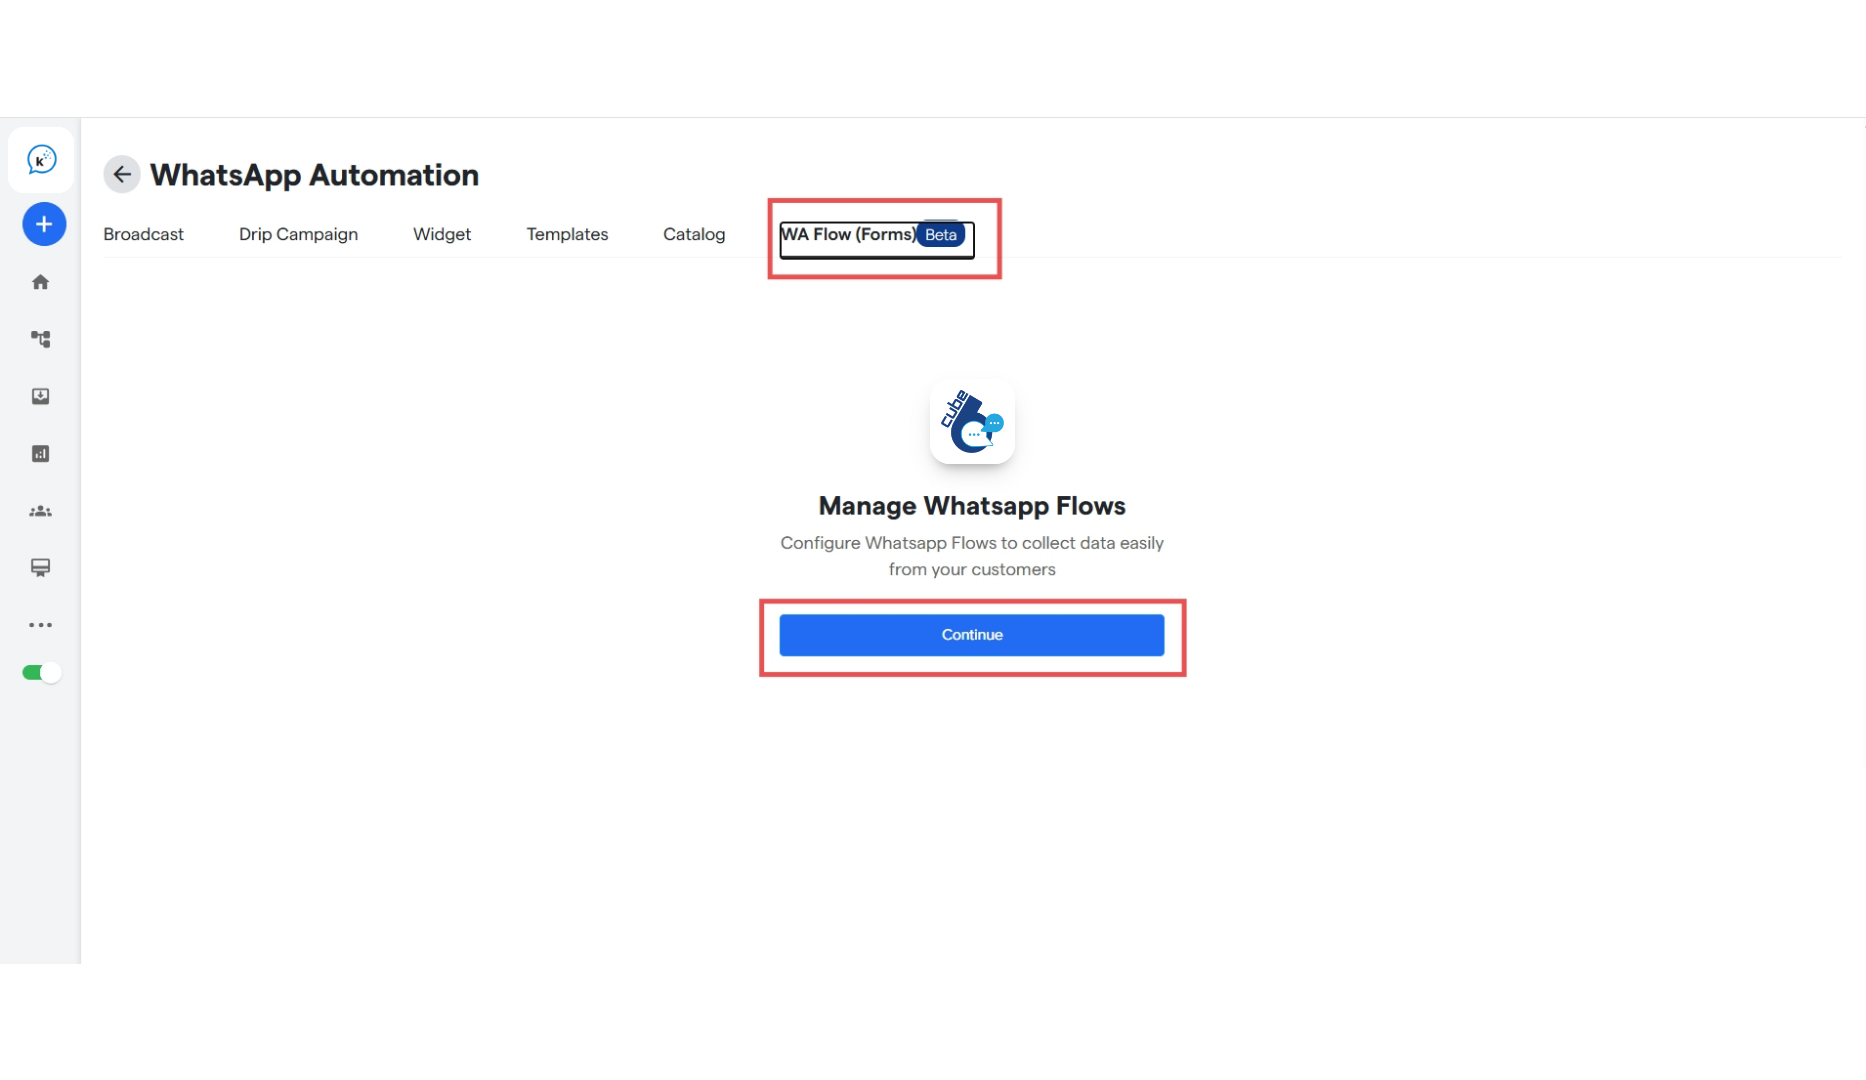 k
WhatsApp Automation
Broadcast Drip Campaign Widget Templates Catalog WA Flow (Forms) Beta
cube
Manage Whatsapp Flows
Configure Whatsapp Flows to collect data easily
from your customers
Continue